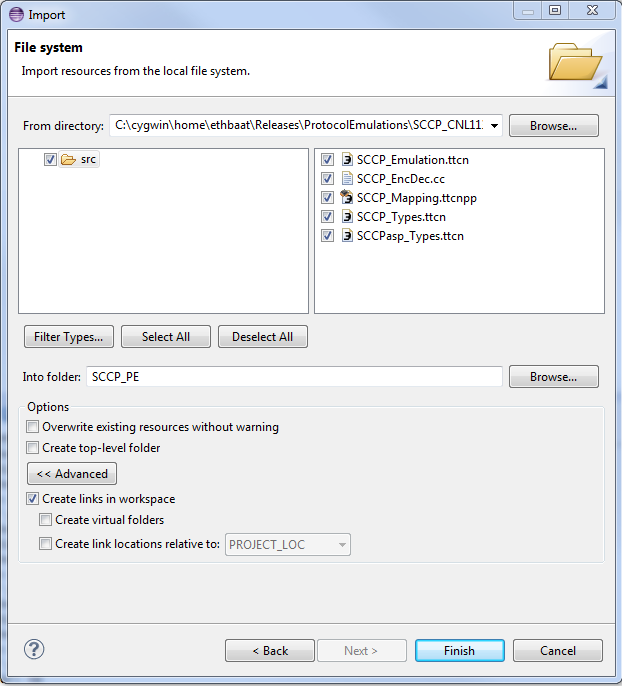 Import
File system
Import resources from the local file system.
From directory: C:\cygwin\home\ethbaat\Releases\ProtocolEmulations\SCCP_CNL11
Browse...
src
SCCP_Emulation.ttcn
SCCP_EncDec.cc
SCCP_Mapping.ttcnpp
SCCP_Types.ttcn
SCCPasp_Types.ttcn
Filter Types... Select All Deselect All
Into folder: SCCP_PE Browse...
Options
Overwrite existing resources without warning
Create top-level folder
<< Advanced
Create links in workspace
Create virtual folders
Create link locations relative to: PROJECT_LOC
? < Back Next > Finish Cancel